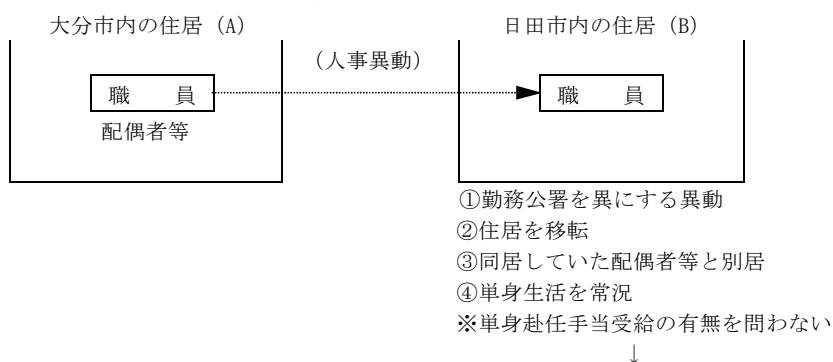 大分市内の住居（A） 日田市内の住居（B）
（人事異動）
職　員 職　員
配偶者等
①勤務公署を異にする異動
②住居を移転
③同居していた配偶者等と別居
④単身生活を常況
※単身赴任手当受給の有無を問わない
↓